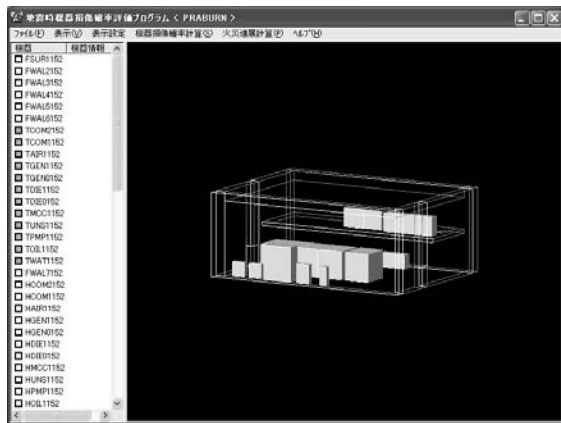 地震時機器損傷確率評価プログラム < PRABURN >
ファイル(F) 表示(V) 表示設定 機器損傷確率計算(S) 火災進展計算(P) ヘルプ(H)
機器 機器情報
FSUR1152
FWAL2152
FWAL3152
FWAL4152
FWAL5152
FWAL6152
TCOM2152
TCOM1152
TAIR1152
TGEN1152
TGEN0152
TDIE1152
TDIE0152
TMCC1152
TUNS1152
TPMP1152
TOIL1152
TWAT1152
FWAL7152
HCOM2152
HCOM1152
HAIR1152
HGEN1152
HGEN0152
HDIE1152
HDIE0152
HMCC1152
HUNS1152
HPMP1152
HOIL1152